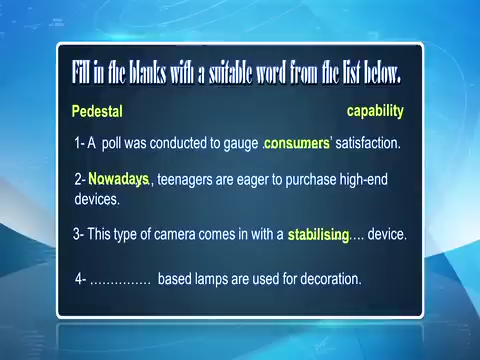 Fill in the blanks with a suitable word from the list below.
Pedestal capability
1- A poll was conducted to gauge .consumers' satisfaction.
2- Nowadays., teenagers are eager to purchase high-end
devices.
3- This type of camera comes in with a stabilising.... device.
4- …………… based lamps are used for decoration.